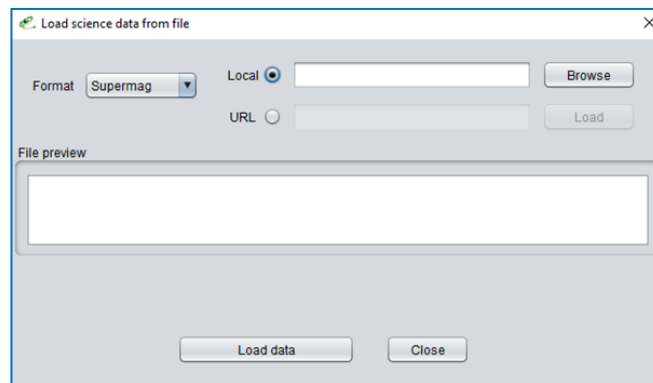 Load science data from file
Format Supermag Local Browse
URL Load
File preview
Load data Close